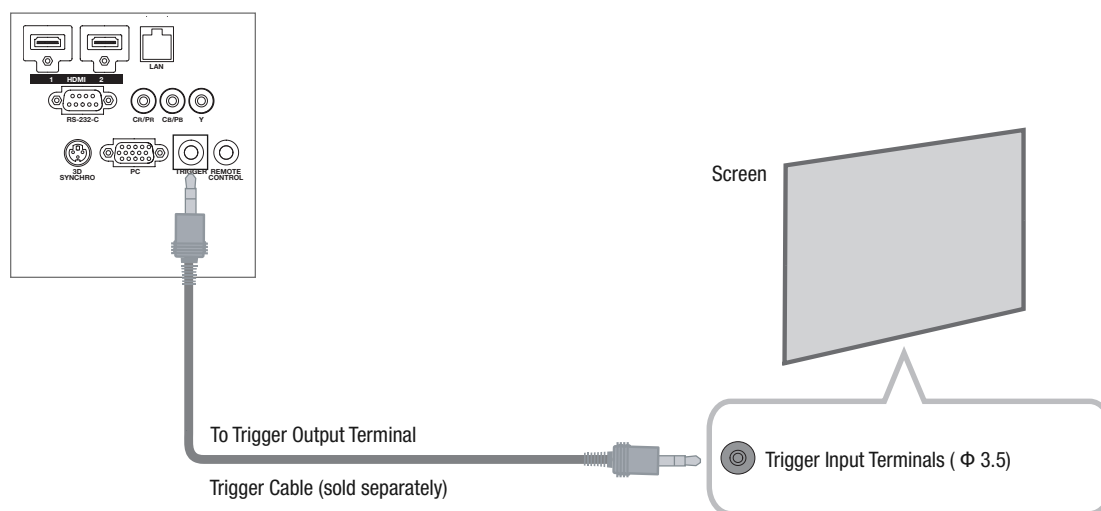 LAN
1 HDMI 2
RS-232-C CR/PR CB/PB Y
3D SYNCHRO
PC
TRIGGER
REMOTE CONTROL
Screen
To Trigger Output Terminal
Trigger Cable (sold separately)
Trigger Input Terminals ( Φ 3.5)